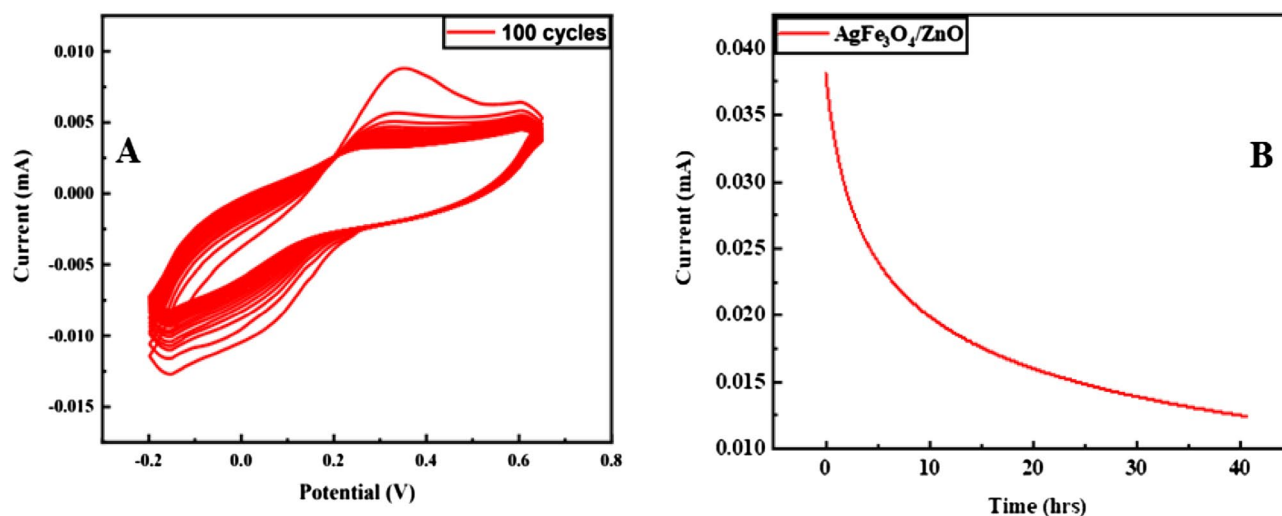 100 cycles
A
Current (mA)
0.010
0.005
0.000
-0.005
-0.010
-0.015
-0.2 0.0 0.2 0.4 0.6 0.8
Potential (V)
AgFe₃O₄/ZnO
B
Current (mA)
0.040
0.035
0.030
0.025
0.020
0.015
0.010
0 10 20 30 40
Time (hrs)